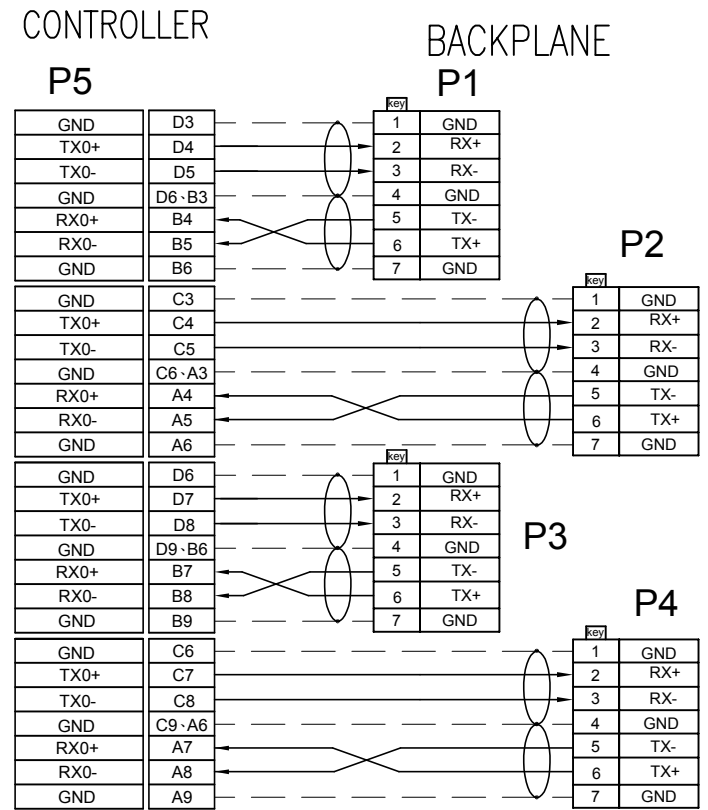 CONTROLLER
BACKPLANE
P5
P1
key
GND D3 1 GND
TX0+ D4 2 RX+
TX0- D5 3 RX-
GND D6、B3 4 GND
RX0+ B4 5 TX-
RX0- B5 6 TX+
GND B6 7 GND
P2
key
GND C3 1 GND
TX0+ C4 2 RX+
TX0- C5 3 RX-
GND C6、A3 4 GND
RX0+ A4 5 TX-
RX0- A5 6 TX+
GND A6 7 GND
key
GND D6 1 GND
TX0+ D7 2 RX+
TX0- D8 3 RX-
P3
GND D9、B6 4 GND
RX0+ B7 5 TX-
RX0- B8 6 TX+
GND B9 7 GND
P4
key
GND C6 1 GND
TX0+ C7 2 RX+
TX0- C8 3 RX-
GND C9、A6 4 GND
RX0+ A7 5 TX-
RX0- A8 6 TX+
GND A9 7 GND